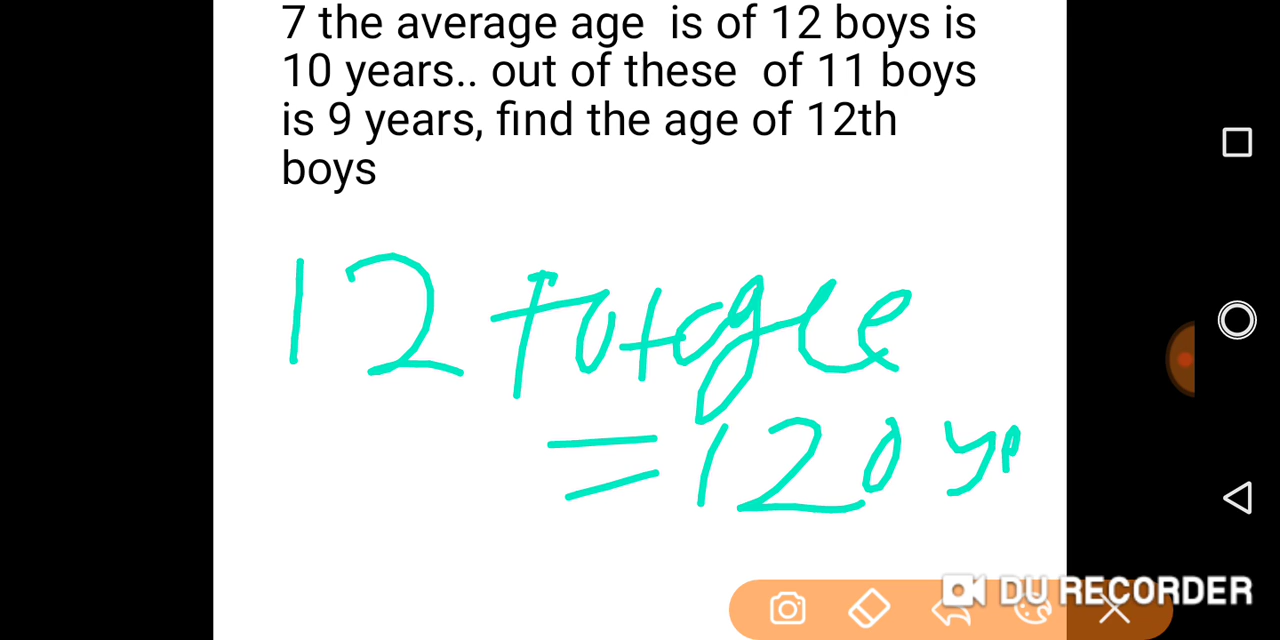 7 the average age is of 12 boys is
10 years.. out of these of 11 boys
is 9 years, find the age of 12th
boys
12
= 120 yr
DU RECORDER